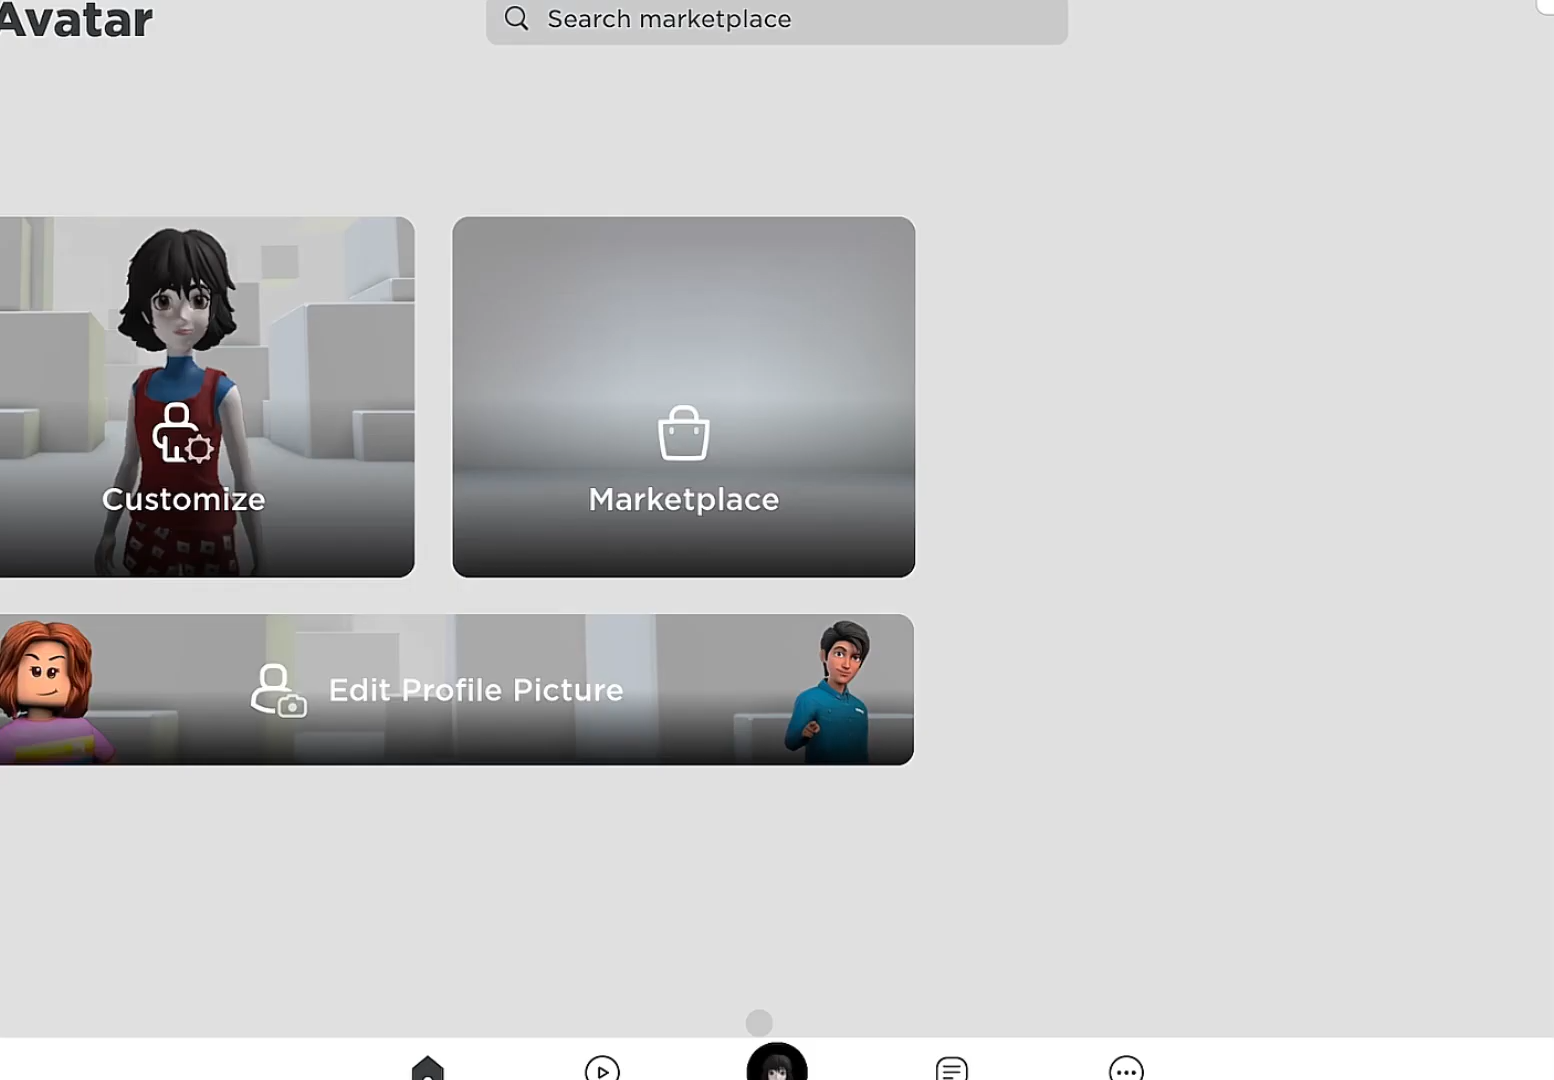 Avatar
Search marketplace
Customize
Marketplace
Edit Profile Picture